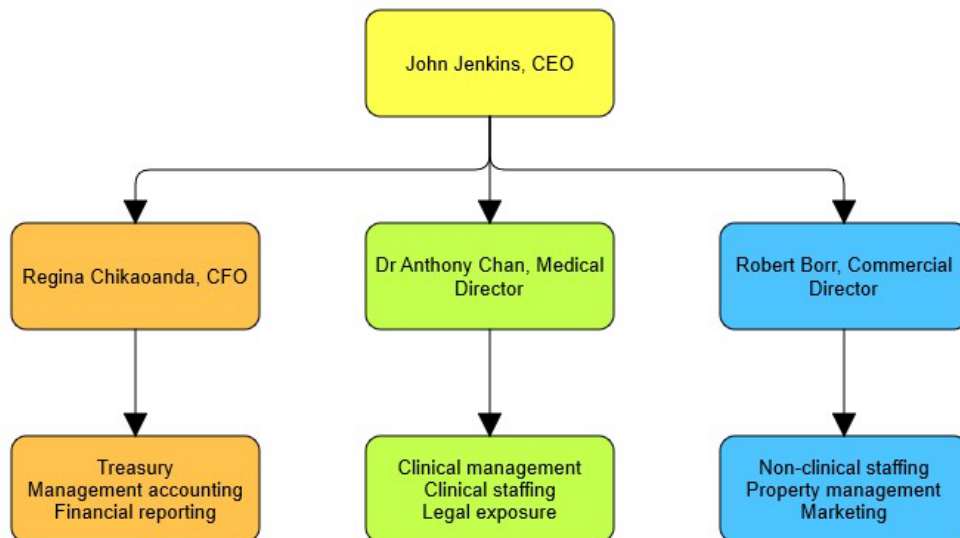 John Jenkins, CEO
Regina Chikaoanda, CFO
Dr Anthony Chan, Medical
Director
Robert Borr, Commercial
Director
Treasury
Management accounting
Financial reporting
Clinical management
Clinical staffing
Legal exposure
Non-clinical staffing
Property management
Marketing